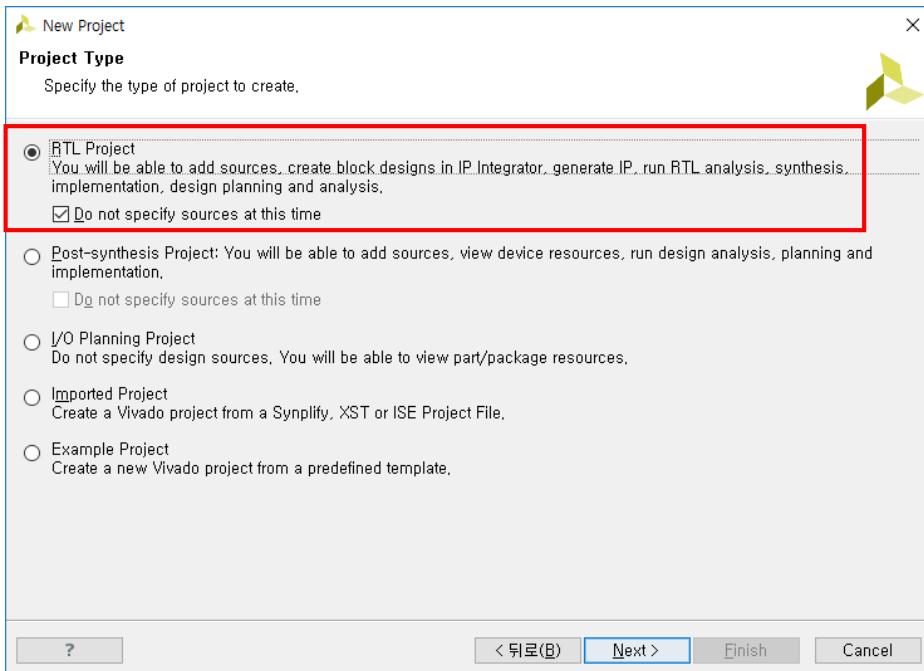 New Project
Project Type
Specify the type of project to create.
RTL Project
You will be able to add sources, create block designs in IP Integrator, generate IP, run RTL analysis, synthesis,
implementation, design planning and analysis.
Do not specify sources at this time
Post-synthesis Project: You will be able to add sources, view device resources, run design analysis, planning and
implementation.
Do not specify sources at this time
I/O Planning Project
Do not specify design sources. You will be able to view part/package resources.
Imported Project
Create a Vivado project from a Synplify, XST or ISE Project File.
Example Project
Create a new Vivado project from a predefined template.
? < 뒤로(B) Next > Finish Cancel